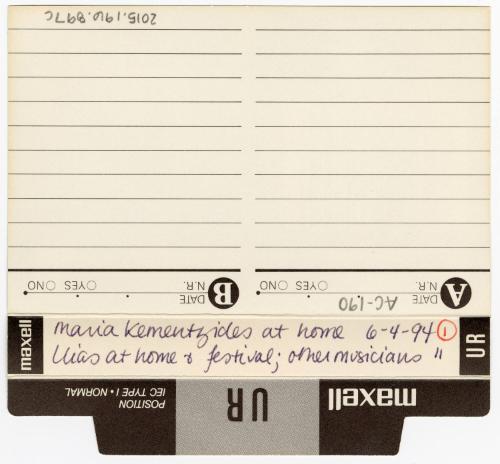 2015.196.897c
B
DATE
N.R. ○YES ○NO
A
DATE AC-190
N.R. ○YES ○NO
maxell
Maria Kementzides at home 6-4-94 1
Ilias at home & festival; other musicians "
UR
POSITION
IEC TYPE I • NORMAL
UR
maxell